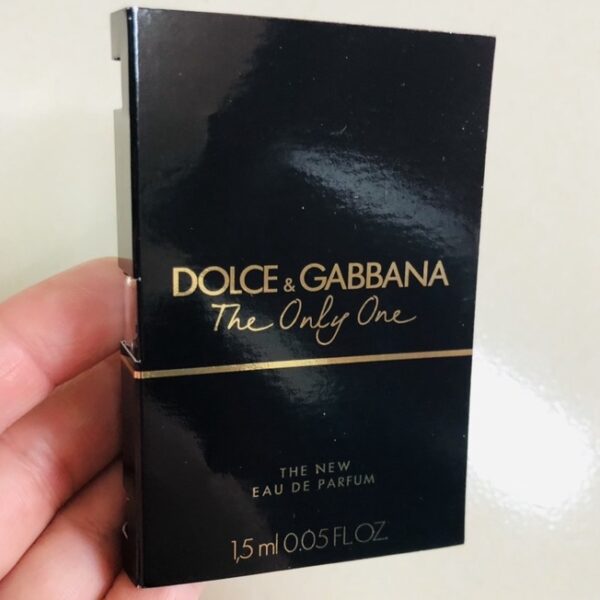 DOLCE & GABBANA
The Only One
THE NEW
EAU DE PARFUM
1,5 ml 0.05 FL.OZ.